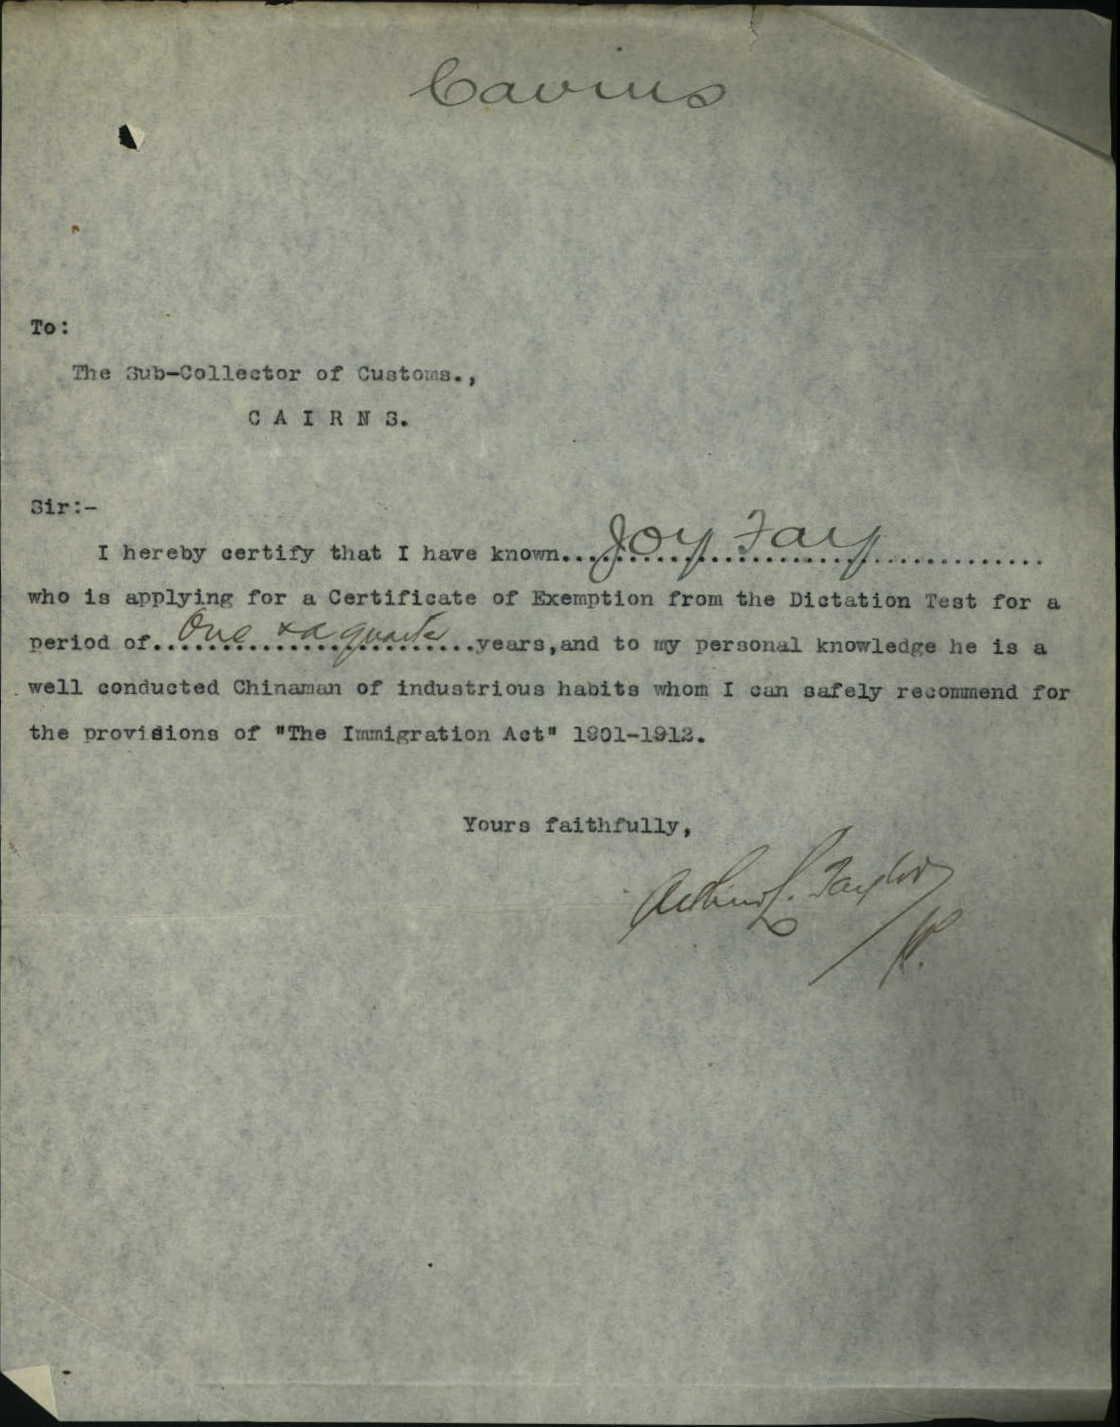 Cairns
To:
The Sub-Collector of Customs.,
C A I R N S.
Sir:-
I hereby certify that I have known....Joy Fay....................
who is applying for a Certificate of Exemption from the Dictation Test for a
period of...One & a quarter...years,and to my personal knowledge he is a
well conducted Chinaman of industrious habits whom I can safely recommend for
the provisions of "The Immigration Act" 1901-1912.
Yours faithfully,
Taylor